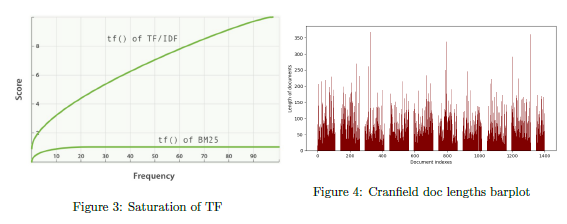 tf() of TF/IDF
8
6
4
2
Score
tf() of BM25
10 20 30 40 50 60 70 80 90
Frequency
Figure 3: Saturation of TF
350
300
250
200
150
100
50
0
Length of documents
0 200 400 600 800 1000 1200 1400
Document indexes
Figure 4: Cranfield doc lengths barplot